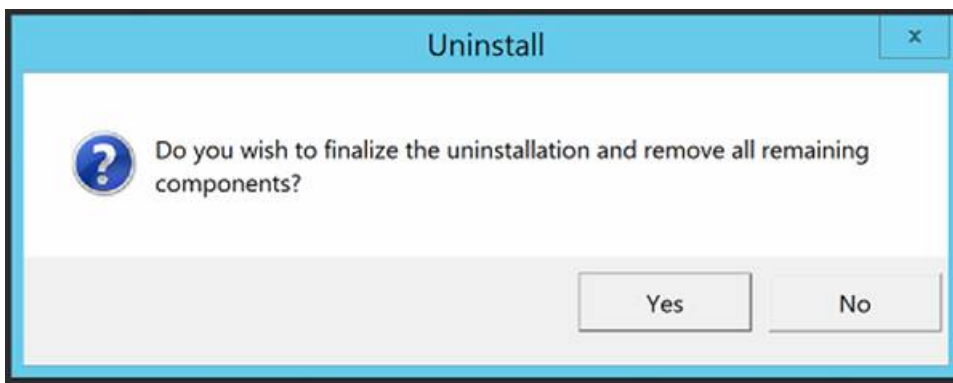 Uninstall
x
?
Do you wish to finalize the uninstallation and remove all remaining
components?
Yes
No